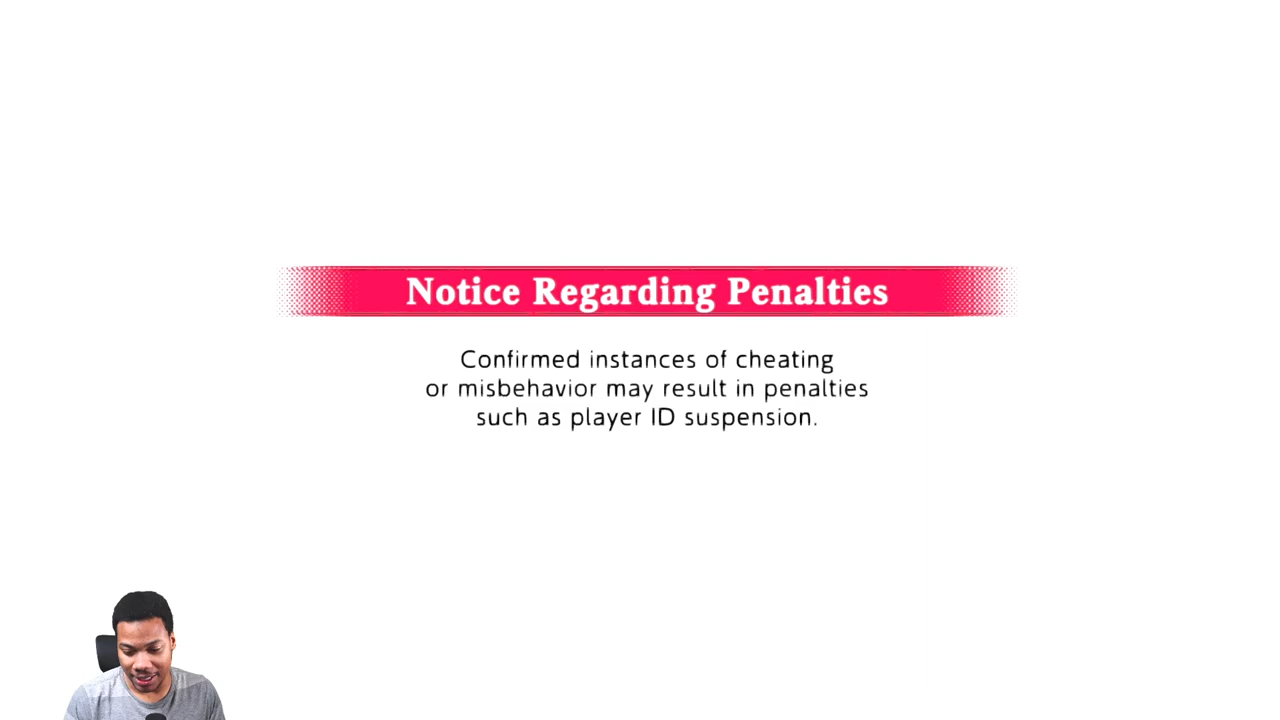 Notice Regarding Penalties
Confirmed instances of cheating
or misbehavior may result in penalties
such as player ID suspension.